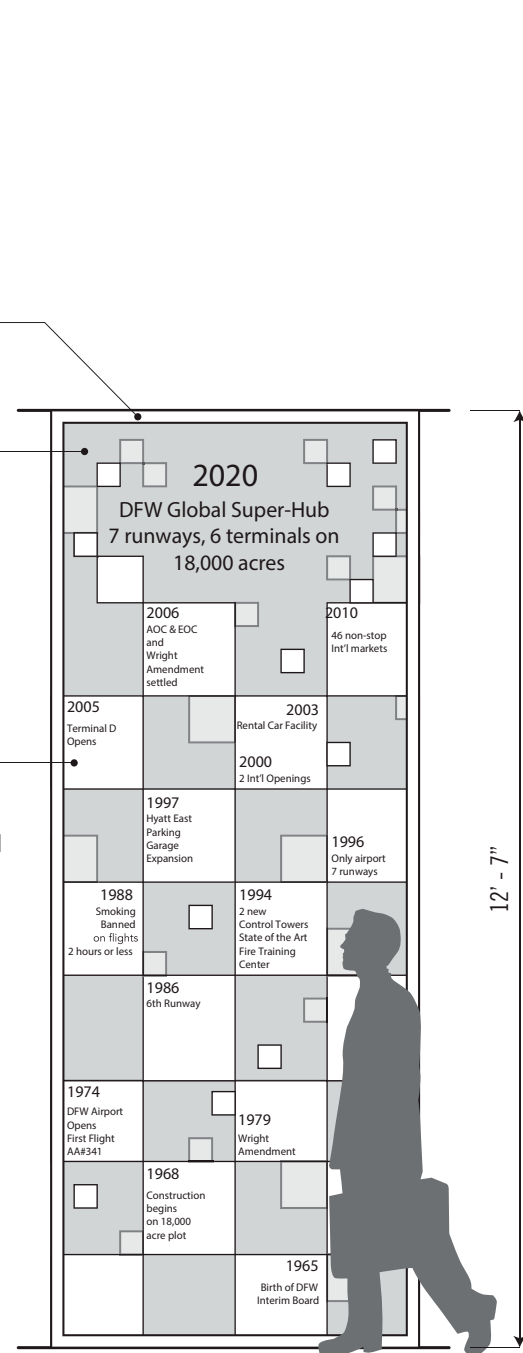 2020
DFW Global Super-Hub
7 runways, 6 terminals on
18,000 acres
2006
AOC & EOC
and
Wright
Amendment
settled
2010
46 non-stop
Int'l markets
2005
Terminal D
Opens
2003
Rental Car Facility
2000
2 Int'l Openings
1997
Hyatt East
Parking
Garage
Expansion
1996
Only airport
7 runways
1988
Smoking
Banned
on flights
2 hours or less
1994
2 new
Control Towers
State of the Art
Fire Training
Center
1986
6th Runway
1974
DFW Airport
Opens
First Flight
AA#341
1979
Wright
Amendment
1968
Construction
begins
on 18,000
acre plot
1965
Birth of DFW
Interim Board
12' - 7”